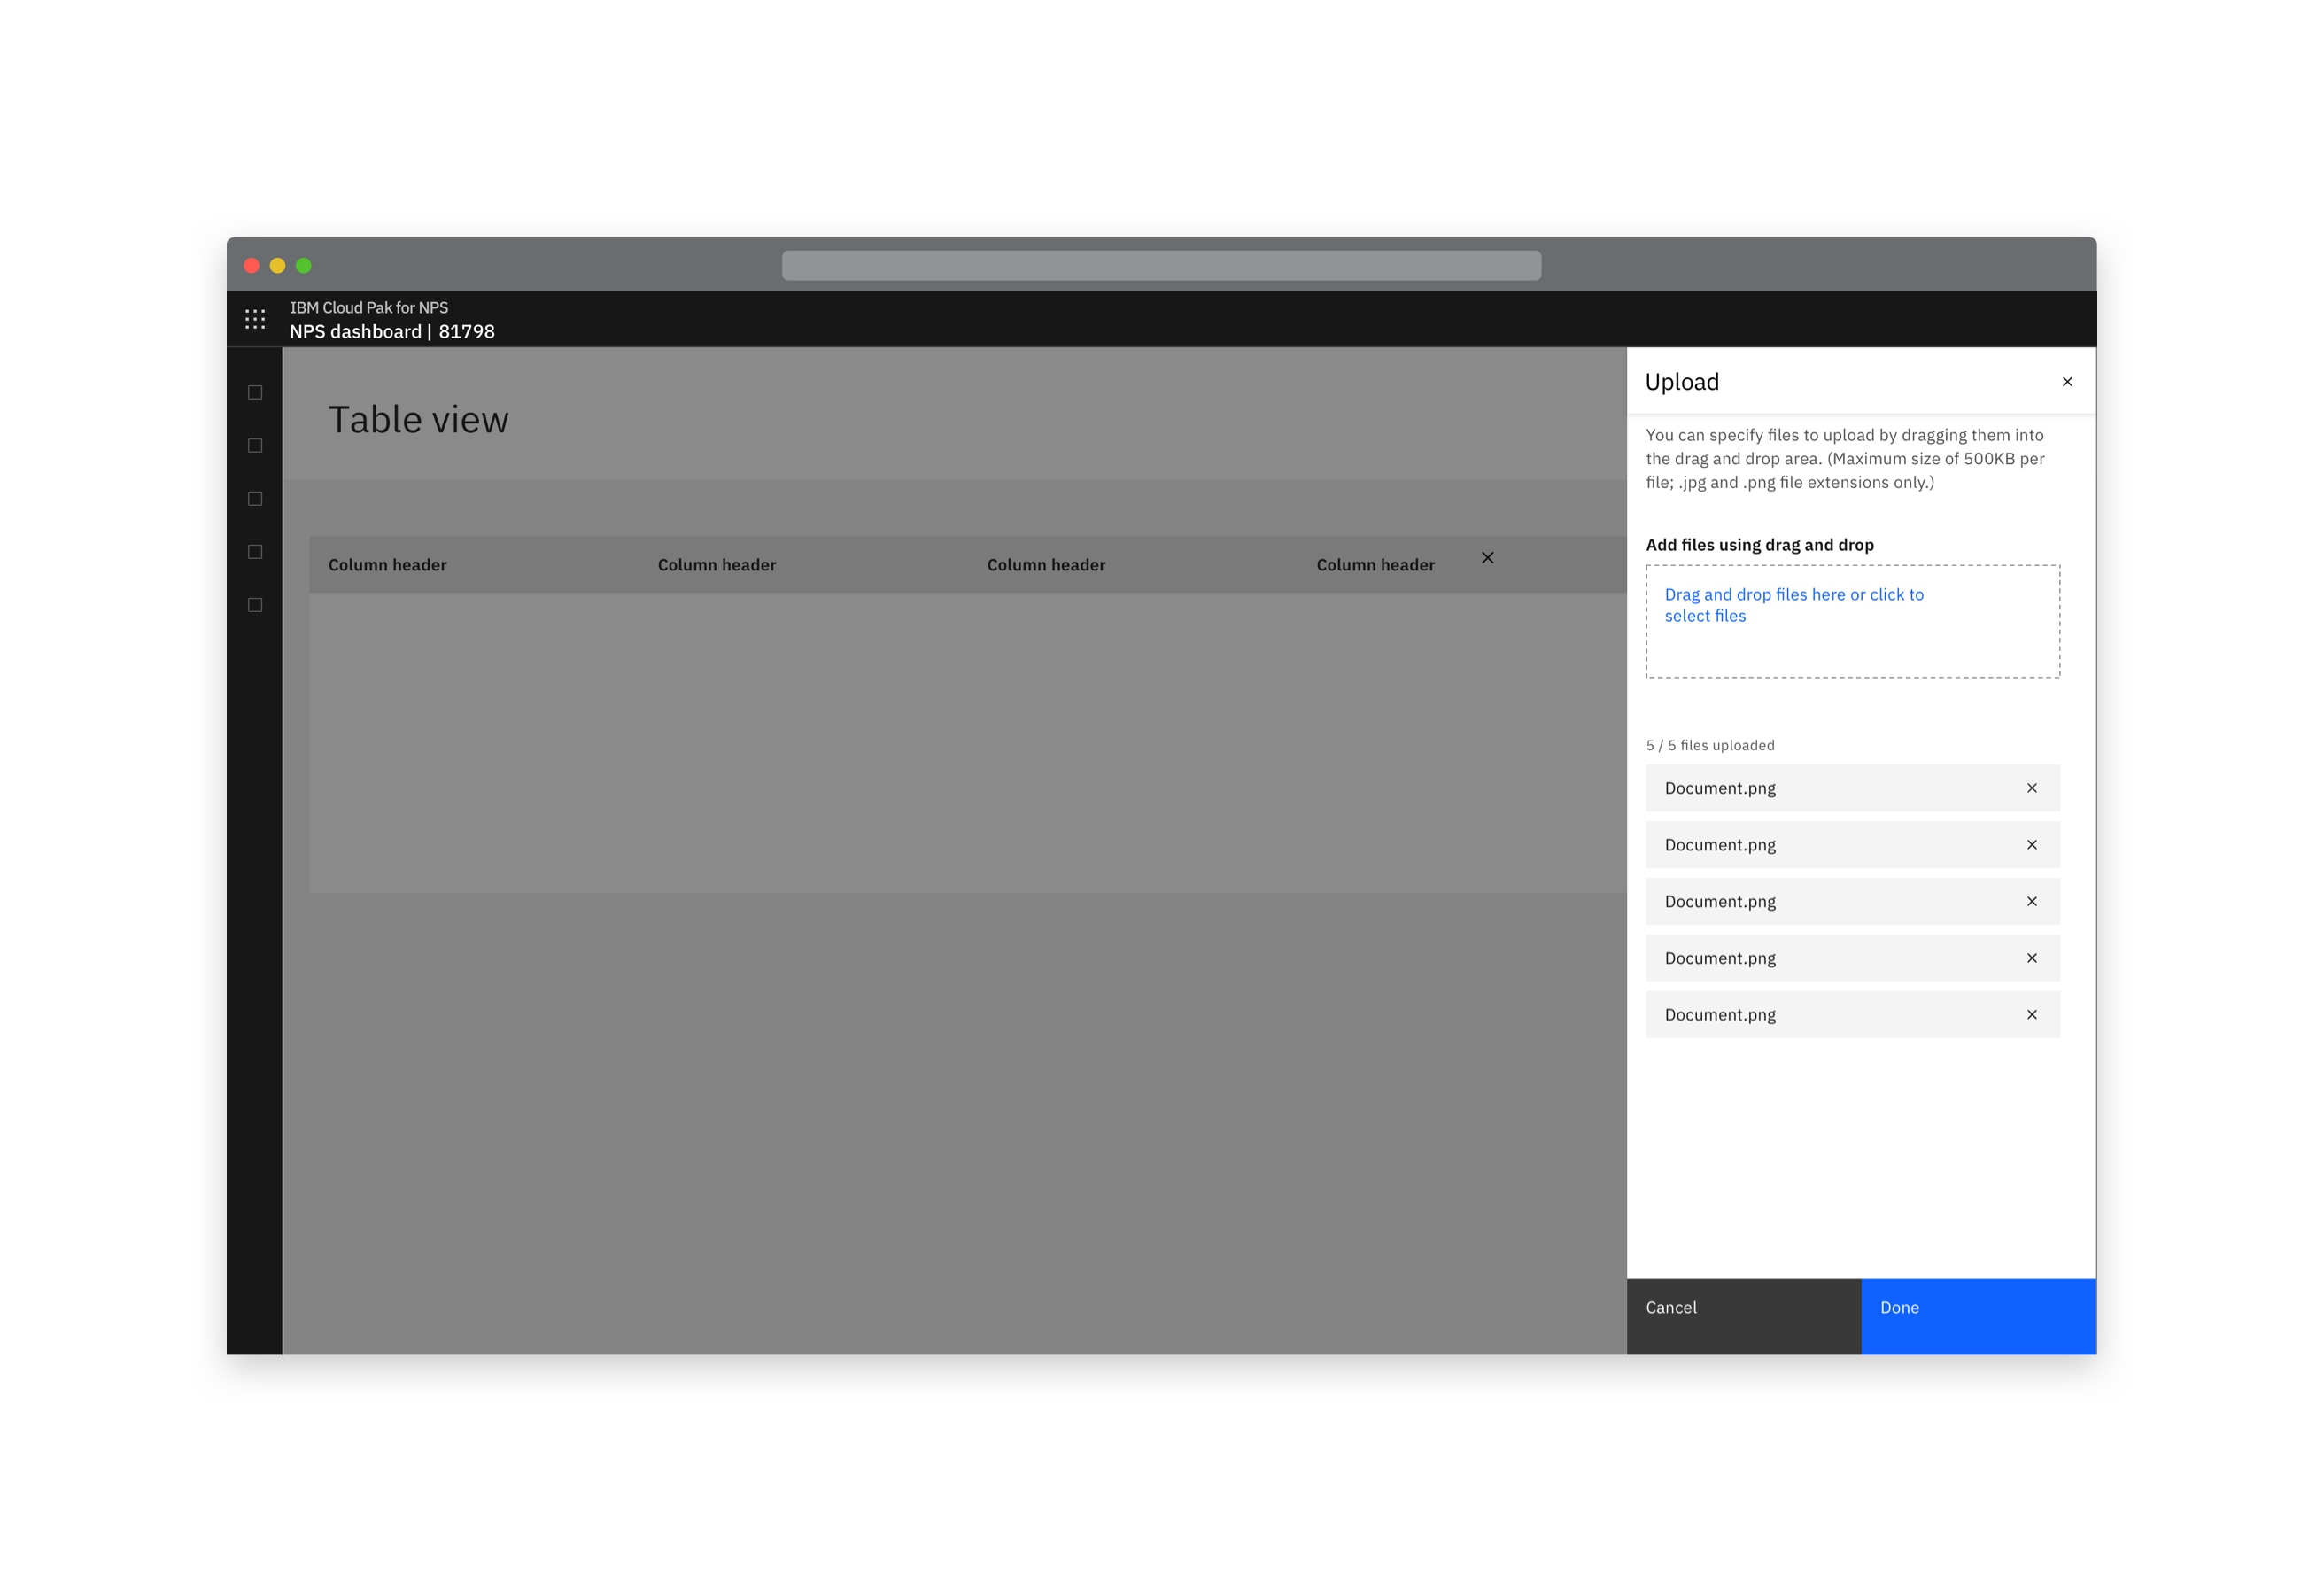 IBM Cloud Pak for NPS
NPS dashboard | 81798
Table view
Column header Column header Column header Column header
Upload
You can specify files to upload by dragging them into
the drag and drop area. (Maximum size of 500KB per
file; .jpg and .png file extensions only.)
Add files using drag and drop
Drag and drop files here or click to
select files
5 / 5 files uploaded
Document.png
Document.png
Document.png
Document.png
Document.png
Cancel
Done